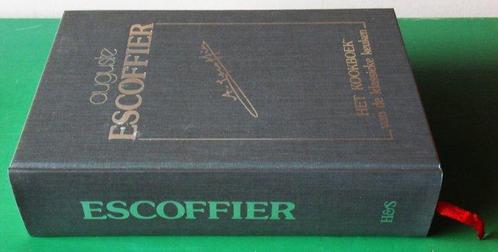 auguste
ESCOFFIER
HET KOOKBOEK
van de klassieke keuken
ESCOFFIER
H&S